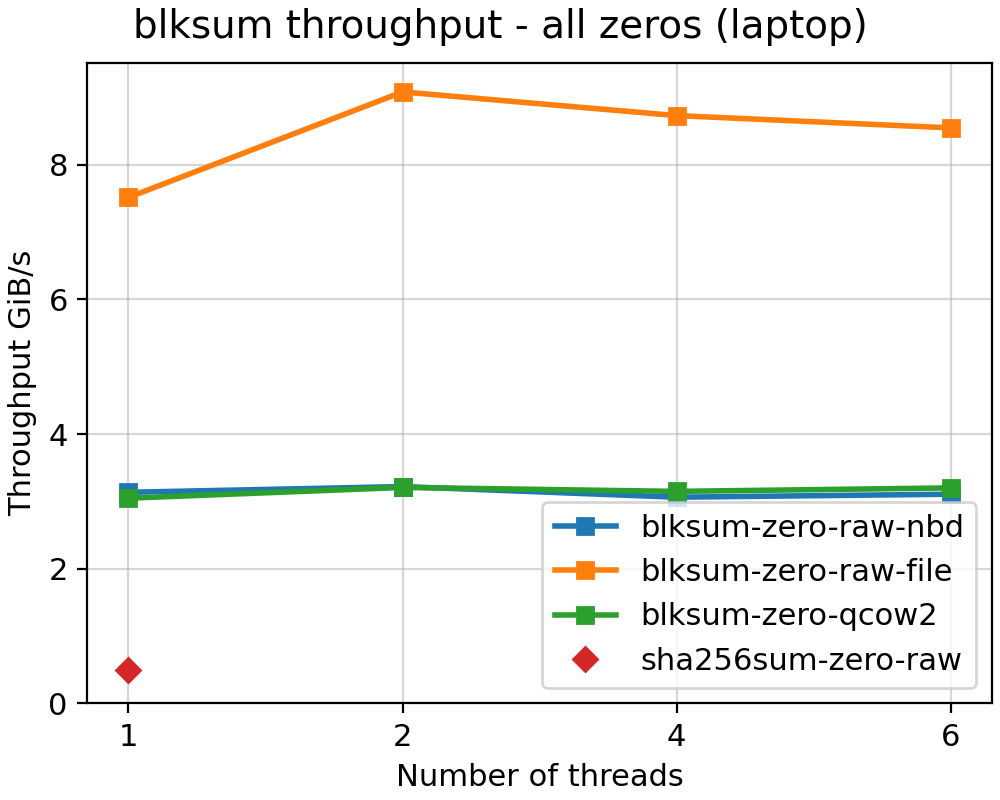 blksum throughput - all zeros (laptop)
Throughput GiB/s
8
6
4
2
0
1 2 4 6
Number of threads
blksum-zero-raw-nbd
blksum-zero-raw-file
blksum-zero-qcow2
sha256sum-zero-raw